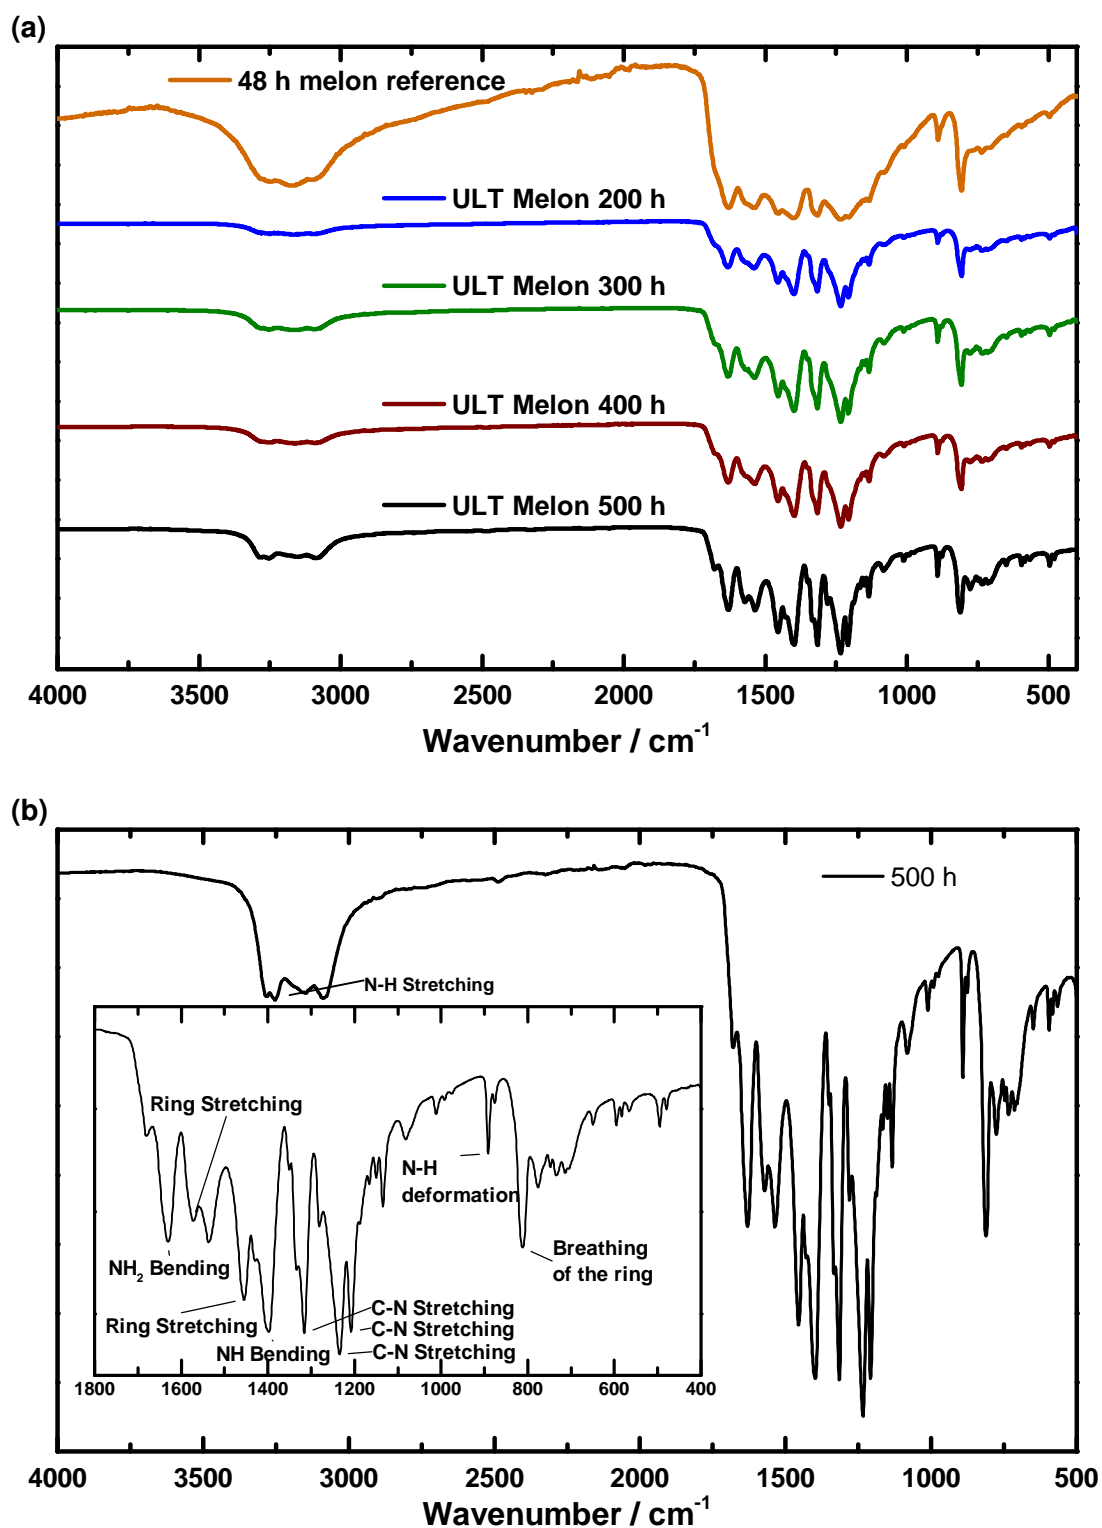 (a)
48 h melon reference
ULT Melon 200 h
ULT Melon 300 h
ULT Melon 400 h
ULT Melon 500 h
4000 3500 3000 2500 2000 1500 1000 500
Wavenumber / cm⁻¹
(b)
500 h
N-H Stretching
Ring Stretching
N-H
deformation
NH₂ Bending
Breathing
of the ring
C-N Stretching
Ring Stretching
C-N Stretching
NH Bending
C-N Stretching
1800 1600 1400 1200 1000 800 600 400
4000 3500 3000 2500 2000 1500 1000 500
Wavenumber / cm⁻¹